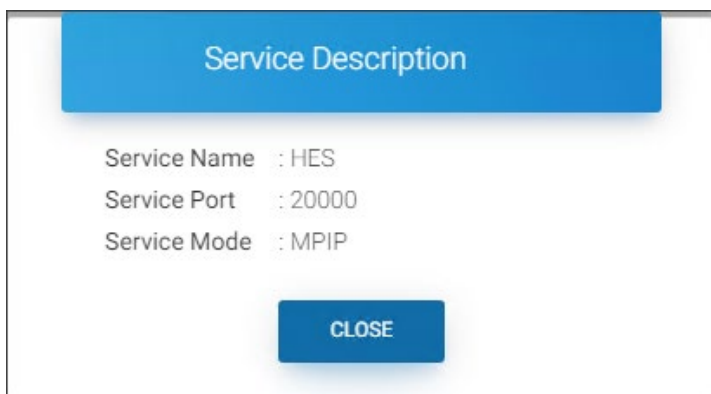 Service Description
Service Name : HES
Service Port : 20000
Service Mode : MPIP
CLOSE